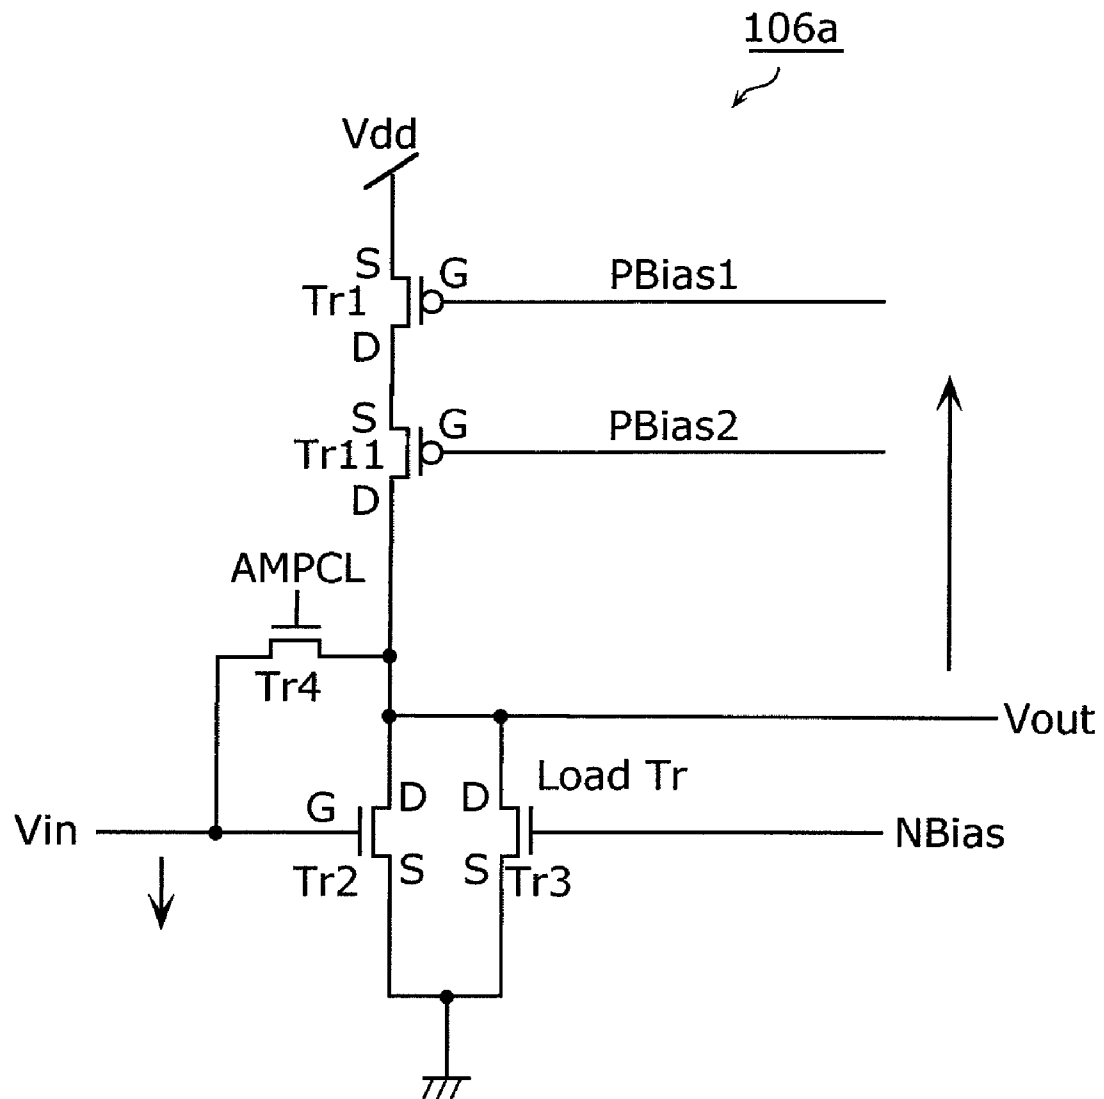 106a
Vdd
S
G
PBias1
Tr1
D
S
G
PBias2
Tr11
D
AMPCL
Tr4
Vout
Load Tr
G
D
D
Vin
NBias
Tr2
S
S
Tr3